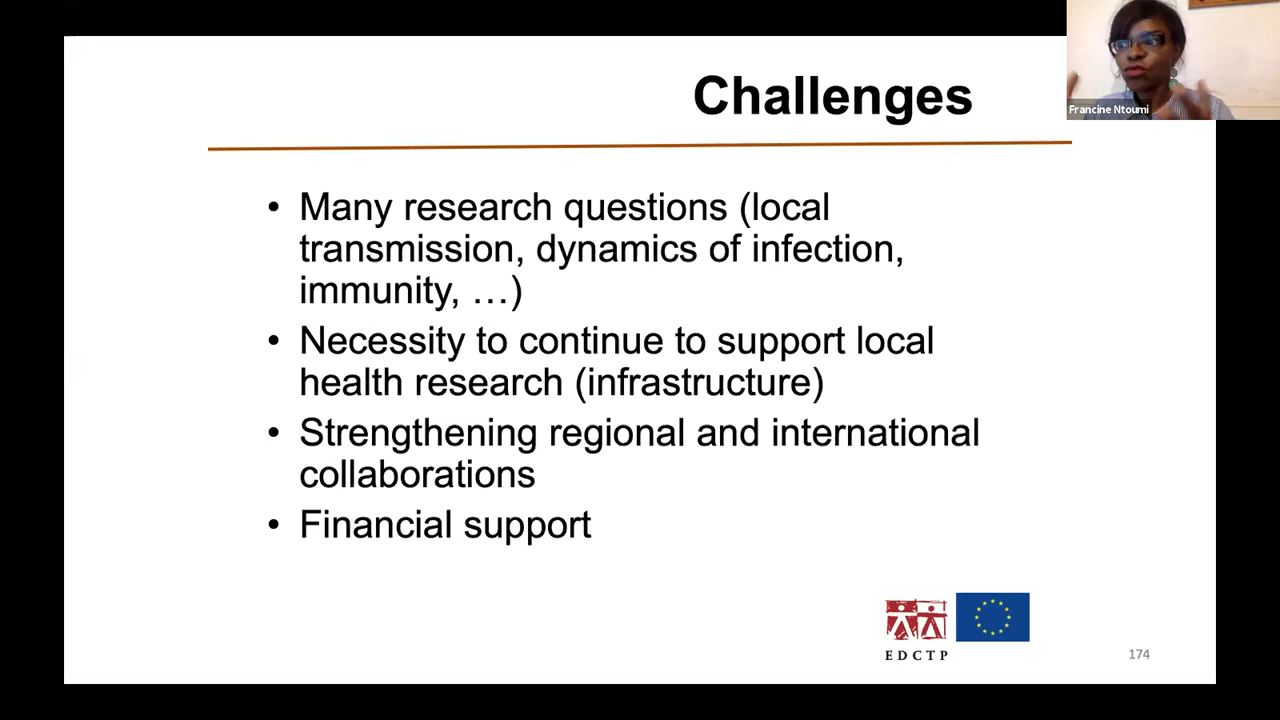 Challenges
Francine Ntoumi
• Many research questions (local
transmission, dynamics of infection,
immunity, …)
• Necessity to continue to support local
health research (infrastructure)
• Strengthening regional and international
collaborations
• Financial support
EDCTP
174